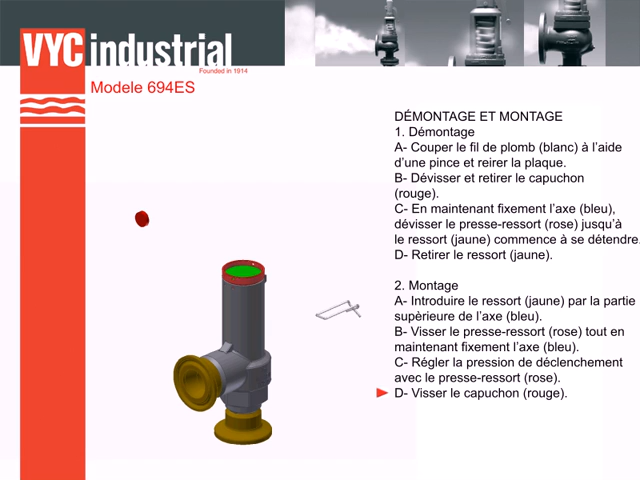 VYC industrial
Founded in 1914
Modele 694ES
DÉMONTAGE ET MONTAGE
1. Démontage
A- Couper le fil de plomb (blanc) à l’aide
d’une pince et reirer la plaque.
B- Dévisser et retirer le capuchon
(rouge).
C- En maintenant fixement l’axe (bleu),
dévisser le presse-ressort (rose) jusqu’à
le ressort (jaune) commence à se détendre.
D- Retirer le ressort (jaune).
2. Montage
A- Introduire le ressort (jaune) par la partie
supèrieure de l’axe (bleu).
B- Visser le presse-ressort (rose) tout en
maintenant fixement l’axe (bleu).
C- Régler la pression de déclenchement
avec le presse-ressort (rose).
D- Visser le capuchon (rouge).